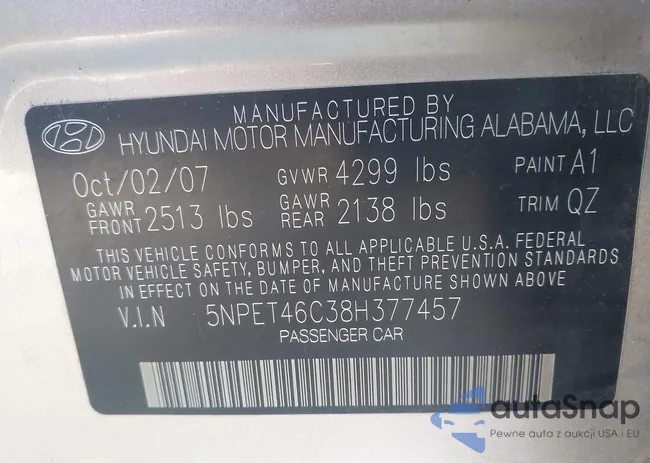 MANUFACTURED BY
HYUNDAI MOTOR MANUFACTURING ALABAMA, LLC
Oct/02/07 GVWR 4299 lbs PAINT A1
GAWR FRONT 2513 lbs GAWR REAR 2138 lbs TRIM QZ
THIS VEHICLE CONFORMS TO ALL APPLICABLE U.S.A. FEDERAL
MOTOR VEHICLE SAFETY, BUMPER, AND THEFT PREVENTION STANDARDS
IN EFFECT ON THE DATE OF MANUFACTURE SHOWN ABOVE
V.I.N 5NPET46C38H377457
PASSENGER CAR
autaSnap
Pewne auta z aukcji USA i EU